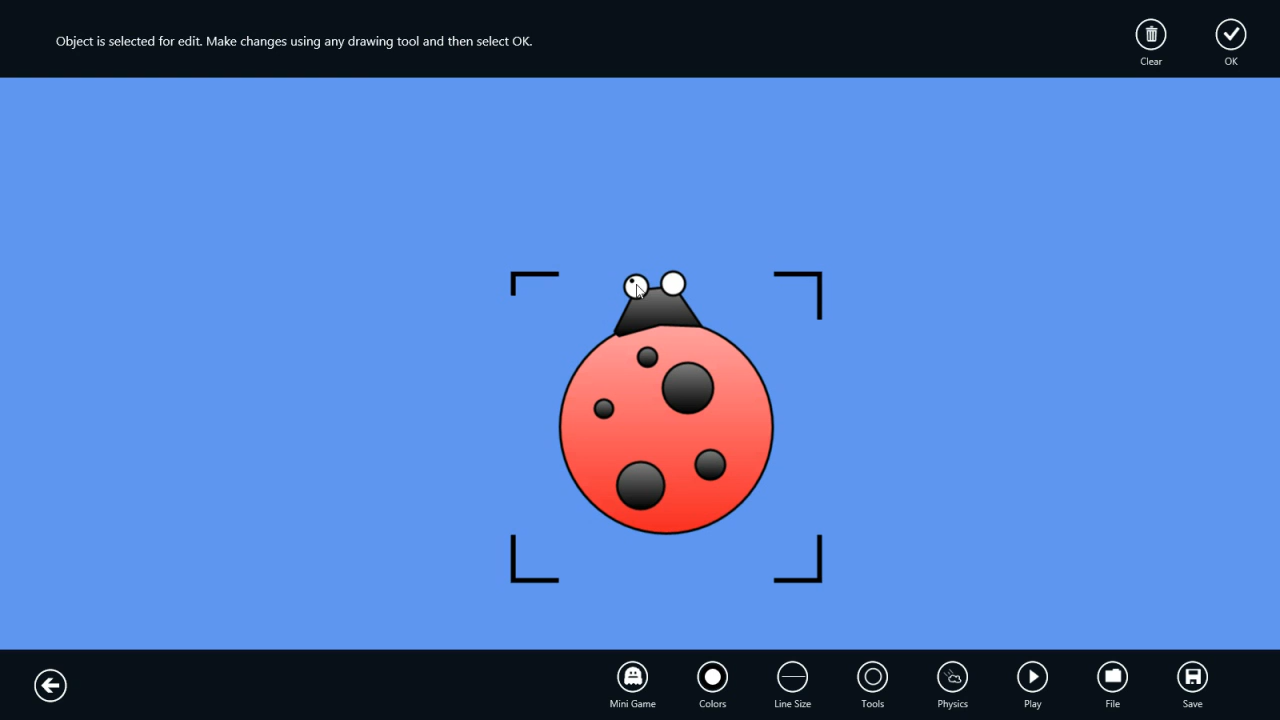 Object is selected for edit. Make changes using any drawing tool and then select OK.
Clear
OK
Mini Game
Colors
Line Size
Tools
Physics
Play
File
Save